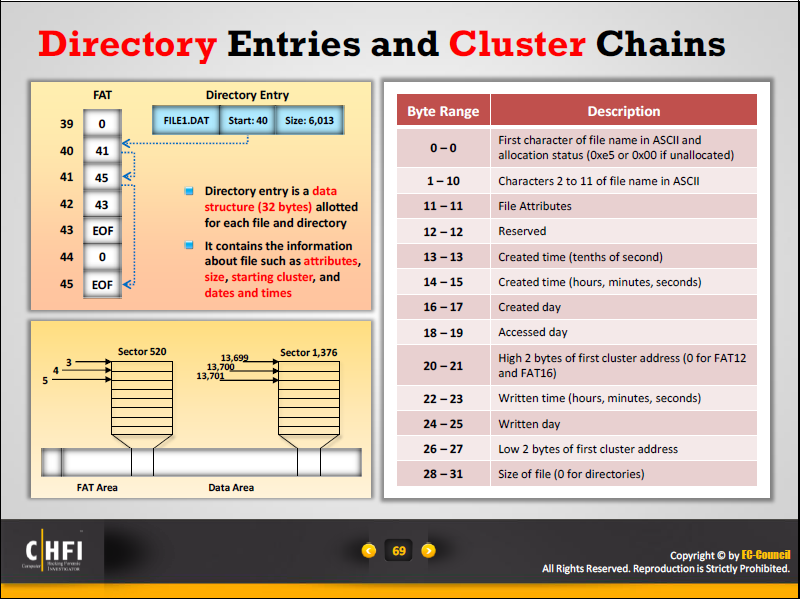 Directory Entries and Cluster Chains
FAT
Directory Entry
FILE1.DAT
Start: 40
Size: 6,013
39 0
40 41
41 45
42 43
43 EOF
44 0
45 EOF
Directory entry is a data
structure (32 bytes) allotted
for each file and directory
It contains the information
about file such as attributes,
size, starting cluster, and
dates and times
Sector 520
3
4
5
Sector 1,376
13,699
13,700
13,701
FAT Area
Data Area
Byte Range Description
0 – 0 First character of file name in ASCII and
allocation status (0xe5 or 0x00 if unallocated)
1 – 10 Characters 2 to 11 of file name in ASCII
11 – 11 File Attributes
12 – 12 Reserved
13 – 13 Created time (tenths of second)
14 – 15 Created time (hours, minutes, seconds)
16 – 17 Created day
18 – 19 Accessed day
20 – 21 High 2 bytes of first cluster address (0 for FAT12
and FAT16)
22 – 23 Written time (hours, minutes, seconds)
24 – 25 Written day
26 – 27 Low 2 bytes of first cluster address
28 – 31 Size of file (0 for directories)
CHFI
Computer Hacking Forensic
INVESTIGATOR
69
Copyright © by EC-Council
All Rights Reserved. Reproduction is Strictly Prohibited.